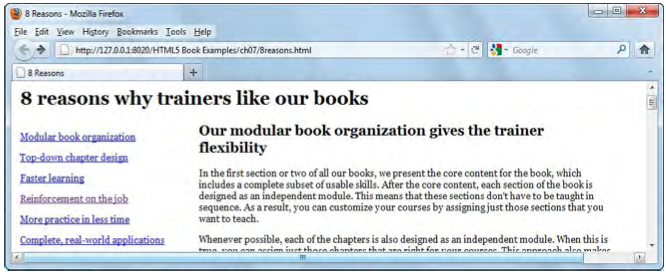 8 Reasons - Mozilla Firefox
File Edit View History Bookmarks Tools Help
http://127.0.0.1:8020/HTML5 Book Examples/ch07/8reasons.html
Google
8 Reasons
8 reasons why trainers like our books
Modular book organization
Top-down chapter design
Faster learning
Reinforcement on the job
More practice in less time
Complete, real-world applications
Our modular book organization gives the trainer
flexibility
In the first section or two of all our books, we present the core content for the book, which
includes a complete subset of usable skills. After the core content, each section of the book is
designed as an independent module. This means that these sections don't have to be taught in
sequence. As a result, you can customize your courses by assigning just those sections that you
want to teach.
Whenever possible, each of the chapters is also designed as an independent module. When this is
true, you can assign just those chapters that are right for your courses. This approach also makes